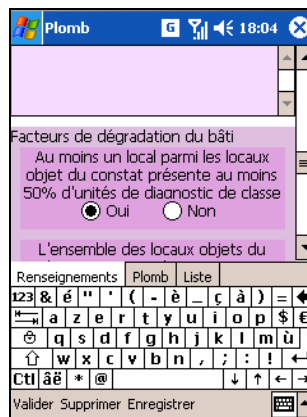 Plomb G 18:04
Facteurs de dégradation du bâti
Au moins un local parmi les locaux
objet du constat présente au moins
50% d'unités de diagnostic de classe
Oui Non
L'ensemble des locaux objets du
Renseignements Plomb Liste
123 & é " ' ( - è _ ç à ) =
a z e r t y u i o p $ €
q s d f g h j k l m ù
w x c v b n , ; : !
Ctl áë * @ ↓ ↑ ← →
Valider Supprimer Enregistrer